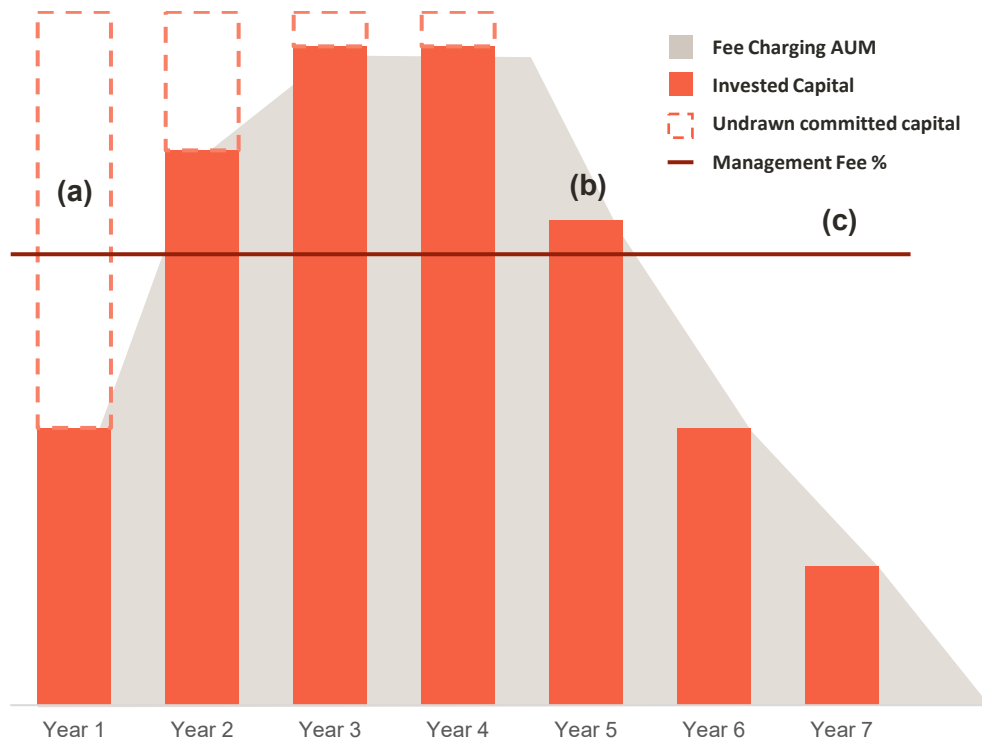 Fee Charging AUM
Invested Capital
Undrawn committed capital
Management Fee %
(a)
(b)
(c)
Year 1
Year 2
Year 3
Year 4
Year 5
Year 6
Year 7